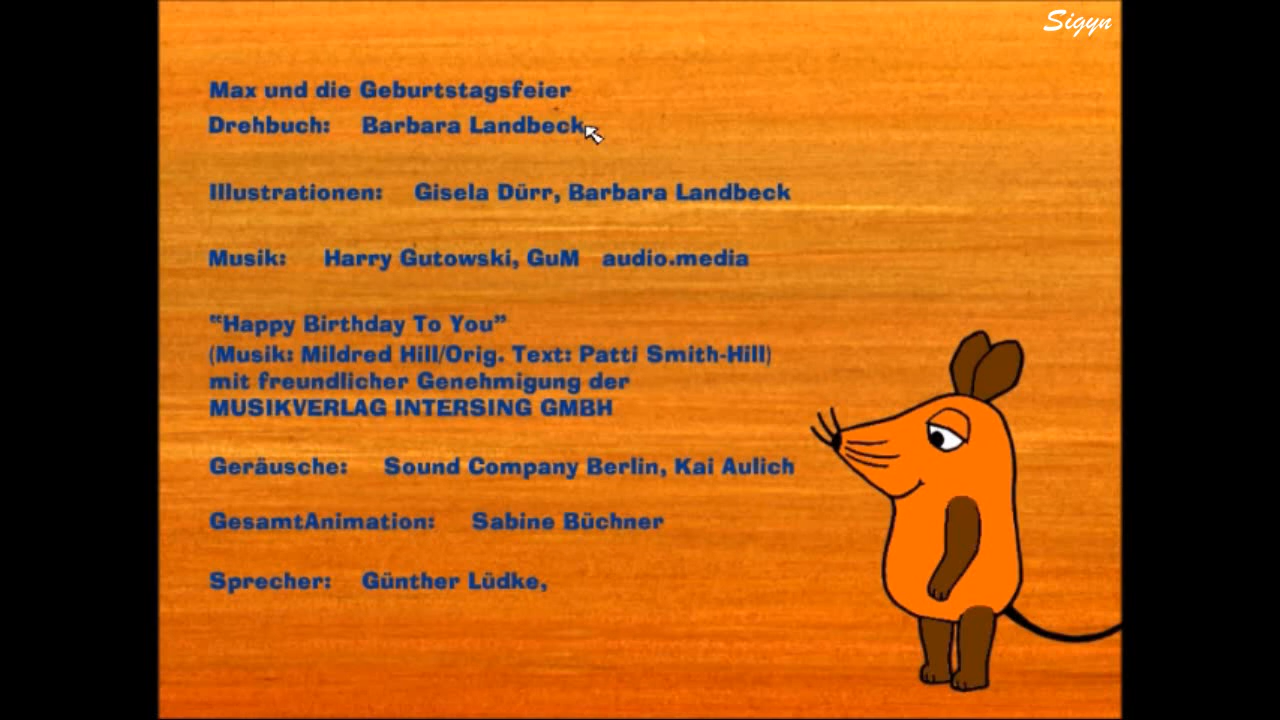 Sigyn
Max und die Geburtstagsfeier
Drehbuch: Barbara Landbeck
Illustrationen: Gisela Dürr, Barbara Landbeck
Musik: Harry Gutowski, GuM audio.media
“Happy Birthday To You”
(Musik: Mildred Hill/Orig. Text: Patti Smith-Hill)
mit freundlicher Genehmigung der
MUSIKVERLAG INTERSING GMBH
Geräusche: Sound Company Berlin, Kai Aulich
GesamtAnimation: Sabine Büchner
Sprecher: Günther Lüdke,